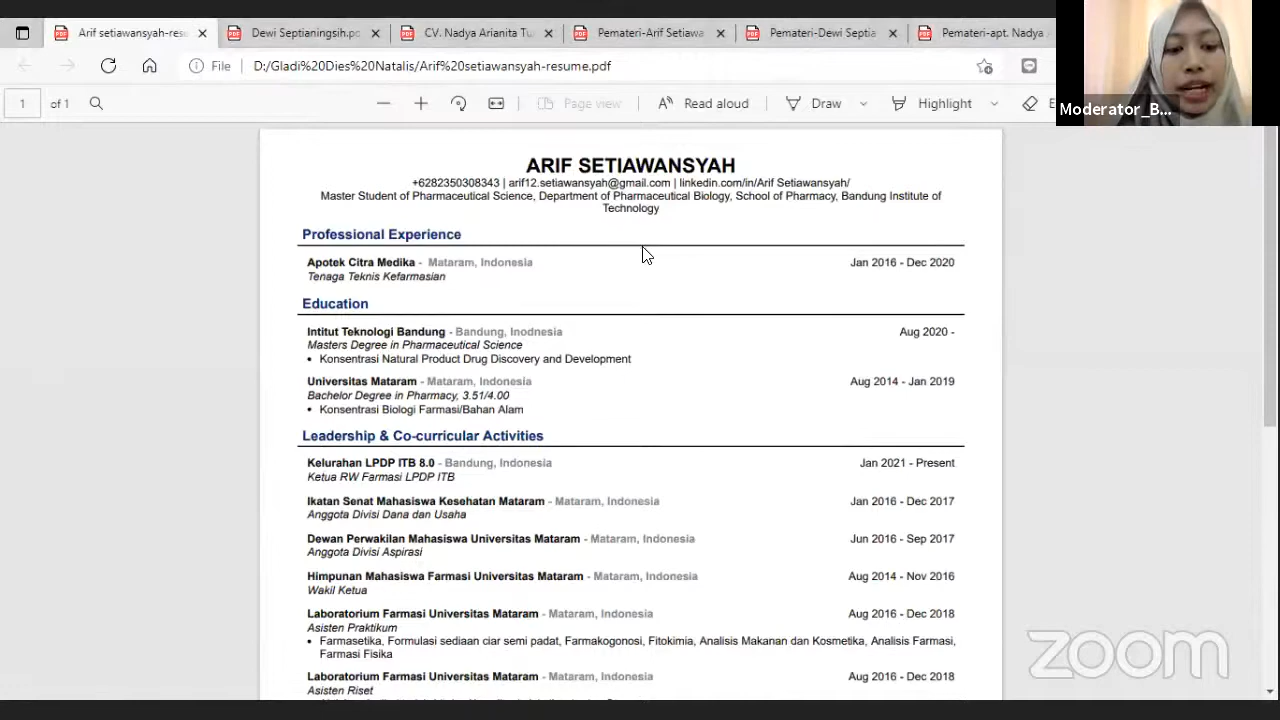 Arif setiawansyah-resu
Dewi Septianingsih.pc
CV. Nadya Arianita Tu
Pemateri-Arif Setiawa
Pemateri-Dewi Septia
Pemateri-apt. Nadya
File D:/Gladi%20Dies%20Natalis/Arif%20setiawansyah-resume.pdf
1 of 1 Page view Read aloud Draw Highlight
Moderator_B...
ARIF SETIAWANSYAH
+6282350308343 | arif12.setiawansyah@gmail.com | linkedin.com/in/Arif Setiawansyah/
Master Student of Pharmaceutical Science, Department of Pharmaceutical Biology, School of Pharmacy, Bandung Institute of
Technology
Professional Experience
Apotek Citra Medika - Mataram, Indonesia Jan 2016 - Dec 2020
Tenaga Teknis Kefarmasian
Education
Intitut Teknologi Bandung - Bandung, Inodnesia Aug 2020 -
Masters Degree in Pharmaceutical Science
• Konsentrasi Natural Product Drug Discovery and Development
Universitas Mataram - Mataram, Indonesia Aug 2014 - Jan 2019
Bachelor Degree in Pharmacy, 3.51/4.00
• Konsentrasi Biologi Farmasi/Bahan Alam
Leadership & Co-curricular Activities
Kelurahan LPDP ITB 8.0 - Bandung, Indonesia Jan 2021 - Present
Ketua RW Farmasi LPDP ITB
Ikatan Senat Mahasiswa Kesehatan Mataram - Mataram, Indonesia Jan 2016 - Dec 2017
Anggota Divisi Dana dan Usaha
Dewan Perwakilan Mahasiswa Universitas Mataram - Mataram, Indonesia Jun 2016 - Sep 2017
Anggota Divisi Aspirasi
Himpunan Mahasiswa Farmasi Universitas Mataram - Mataram, Indonesia Aug 2014 - Nov 2016
Wakil Ketua
Laboratorium Farmasi Universitas Mataram - Mataram, Indonesia Aug 2016 - Dec 2018
Asisten Praktikum
• Farmasetika, Formulasi sediaan ciar semi padat, Farmakogonosi, Fitokimia, Analisis Makanan dan Kosmetika, Analisis Farmasi,
Farmasi Fisika
Laboratorium Farmasi Universitas Mataram - Mataram, Indonesia Aug 2016 - Dec 2018
Asisten Riset
zoom